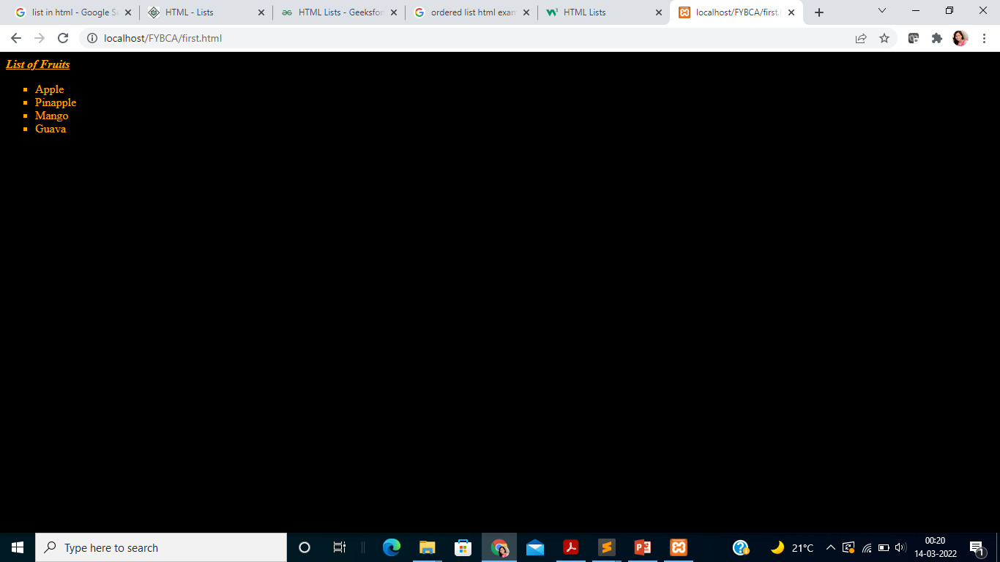 list in html - Google Se
HTML - Lists
HTML Lists - Geeksfor
ordered list html exam
HTML Lists
localhost/FYBCA/first.h
localhost/FYBCA/first.html
List of Fruits
Apple
Pinapple
Mango
Guava
Type here to search
21°C
00:20
14-03-2022
1